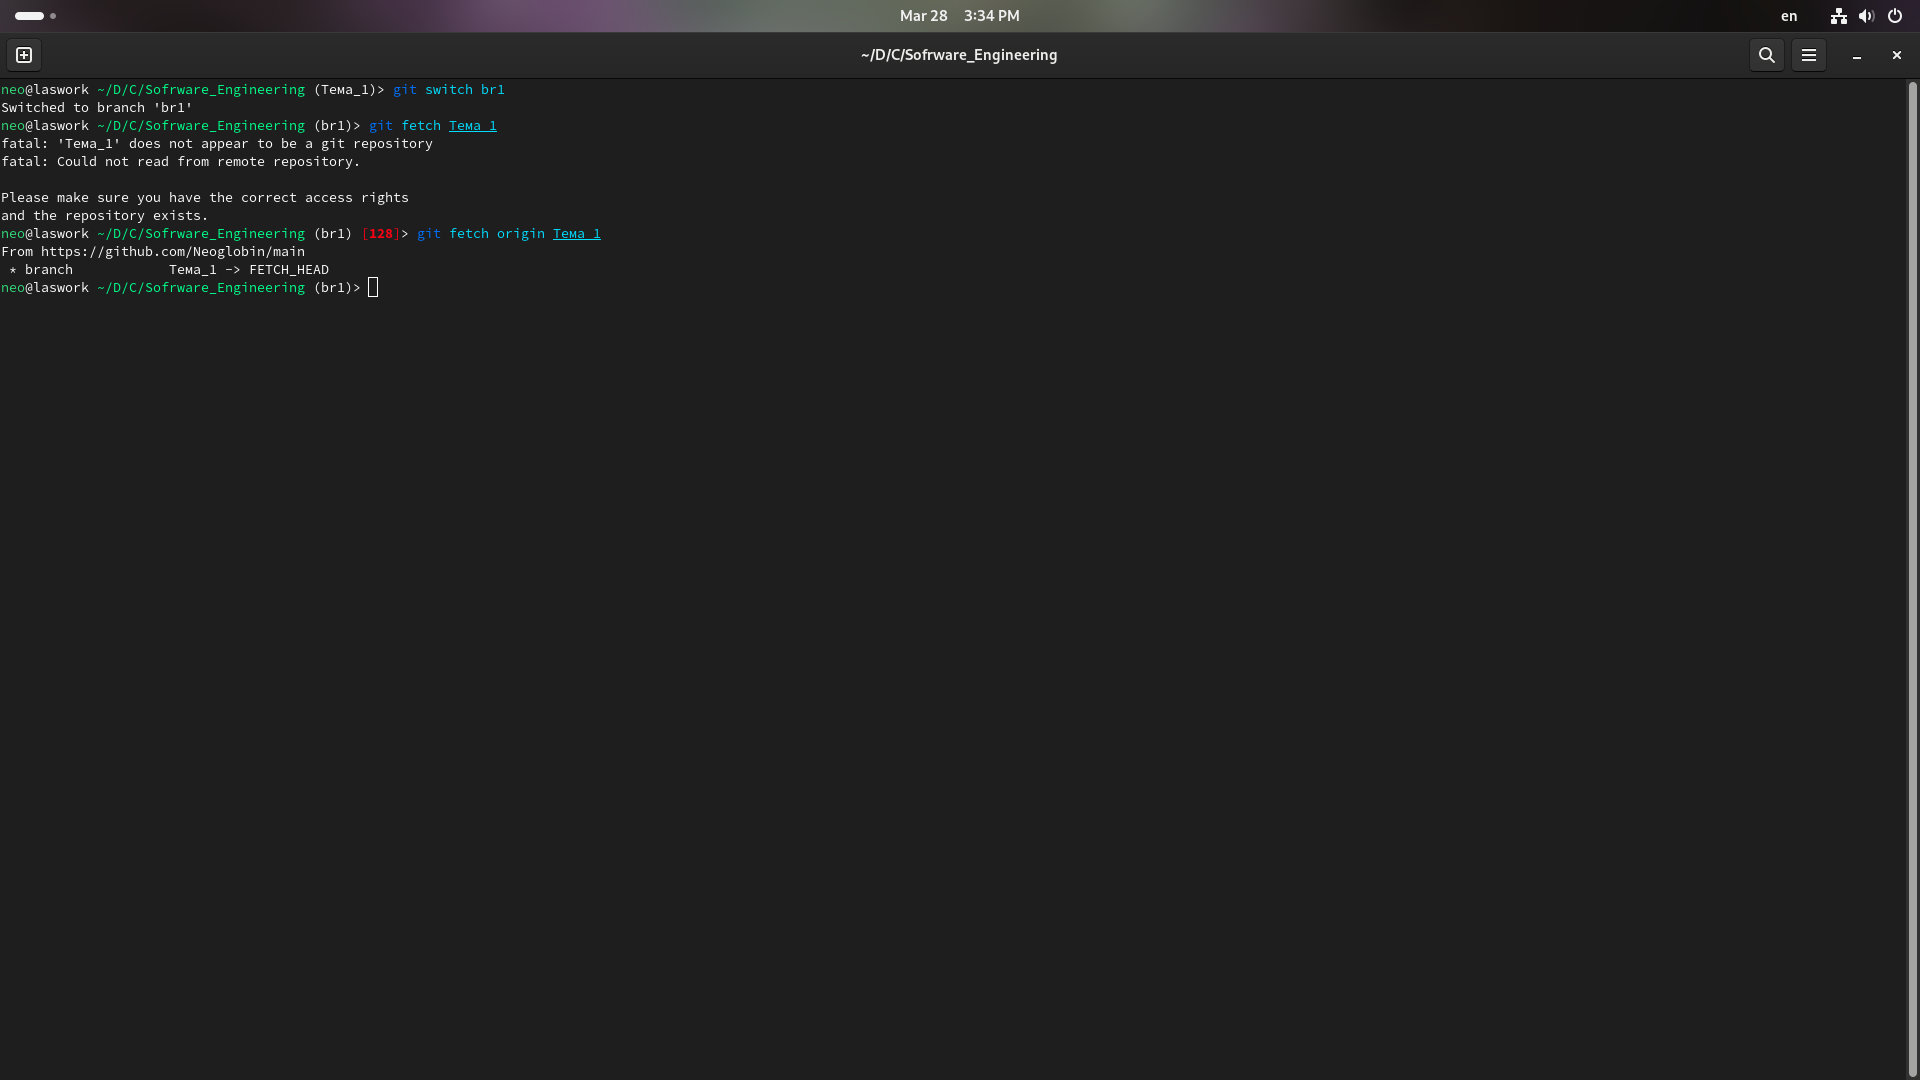 Mar 28 3:34 PM
en
~/D/C/Sofrware_Engineering
neo@laswork ~/D/C/Sofrware_Engineering (Тема_1)> git switch br1
Switched to branch 'br1'
neo@laswork ~/D/C/Sofrware_Engineering (br1)> git fetch Тема_1
fatal: 'Тема_1' does not appear to be a git repository
fatal: Could not read from remote repository.
Please make sure you have the correct access rights
and the repository exists.
neo@laswork ~/D/C/Sofrware_Engineering (br1) [128]> git fetch origin Тема_1
From https://github.com/Neoglobin/main
 * branch            Тема_1 -> FETCH_HEAD
neo@laswork ~/D/C/Sofrware_Engineering (br1)>